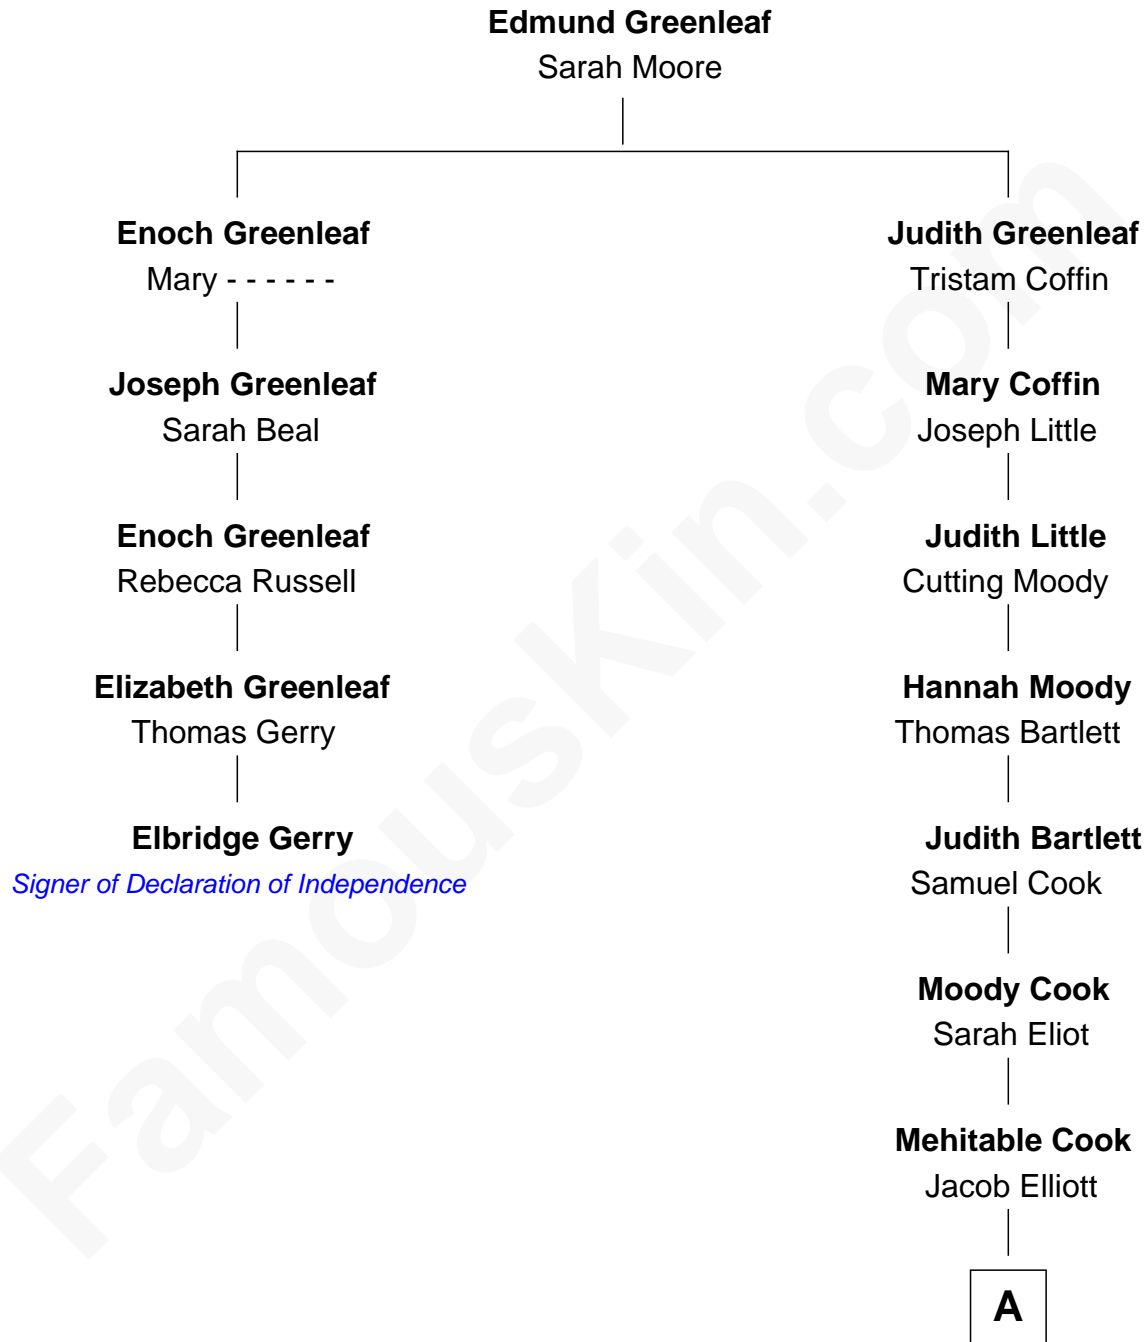 Edmund Greenleaf
Sarah Moore
Enoch Greenleaf
Mary - - - - - -
Judith Greenleaf
Tristam Coffin
Joseph Greenleaf
Sarah Beal
Mary Coffin
Joseph Little
Enoch Greenleaf
Rebecca Russell
Judith Little
Cutting Moody
Elizabeth Greenleaf
Thomas Gerry
Hannah Moody
Thomas Bartlett
Elbridge Gerry
Signer of Declaration of Independence
Judith Bartlett
Samuel Cook
Moody Cook
Sarah Eliot
Mehitable Cook
Jacob Elliott
A
FamousKin.com